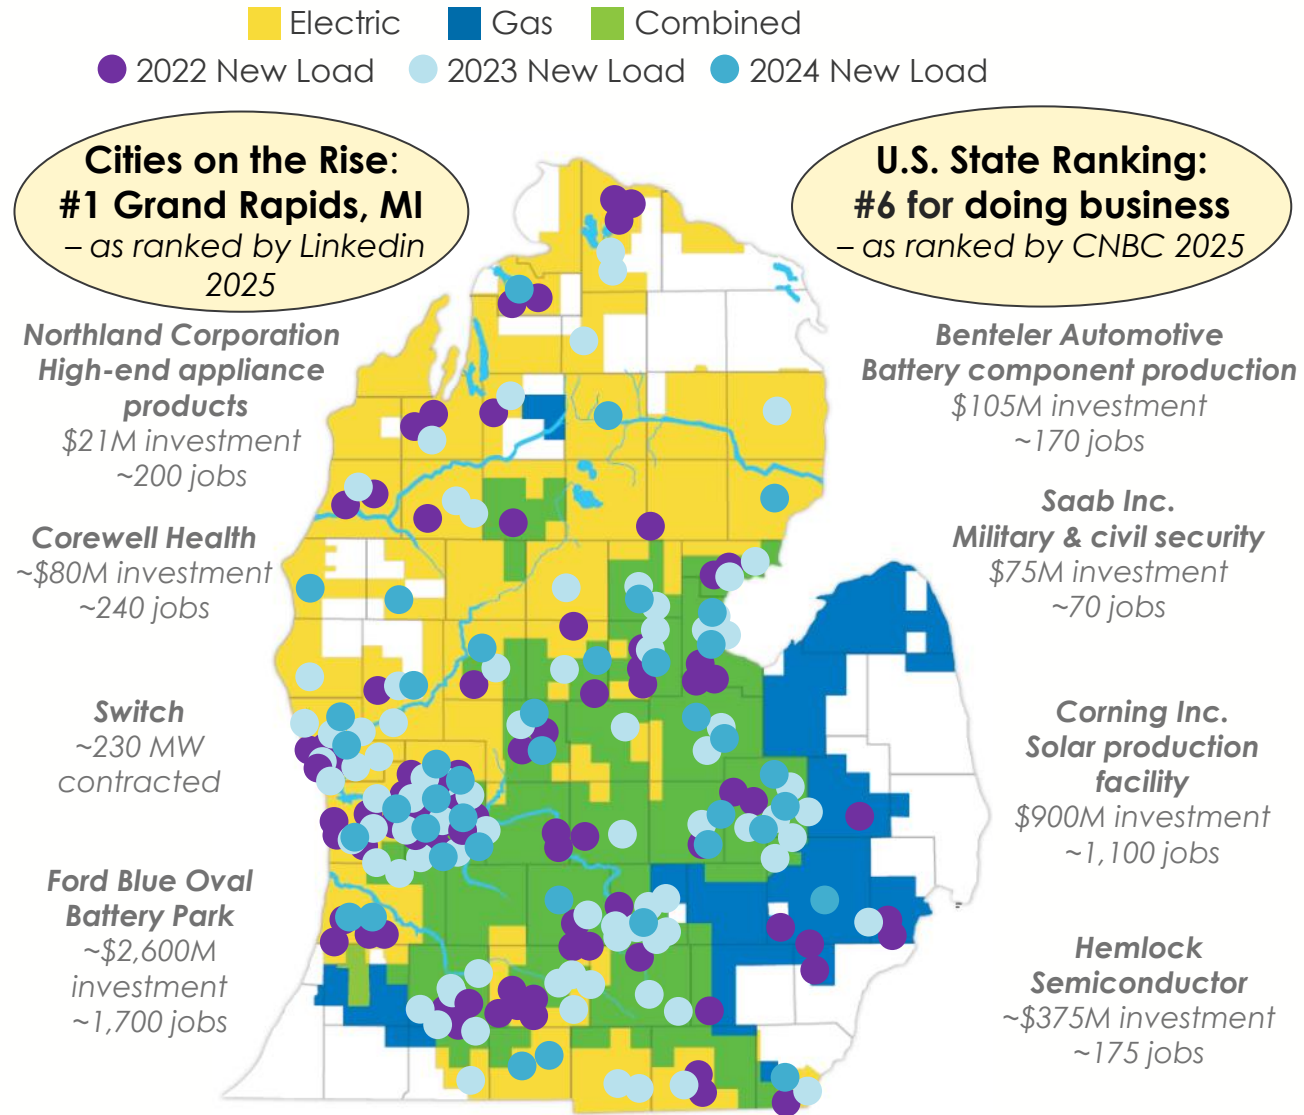 Electric Gas Combined
2022 New Load 2023 New Load 2024 New Load
Cities on the Rise:
#1 Grand Rapids, MI
– as ranked by Linkedin
2025
U.S. State Ranking:
#6 for doing business
– as ranked by CNBC 2025
Northland Corporation
High-end appliance
products
$21M investment
~200 jobs
Corewell Health
~$80M investment
~240 jobs
Switch
~230 MW
contracted
Ford Blue Oval
Battery Park
~$2,600M
investment
~1,700 jobs
Benteler Automotive
Battery component production
$105M investment
~170 jobs
Saab Inc.
Military & civil security
$75M investment
~70 jobs
Corning Inc.
Solar production
facility
$900M investment
~1,100 jobs
Hemlock
Semiconductor
~$375M investment
~175 jobs